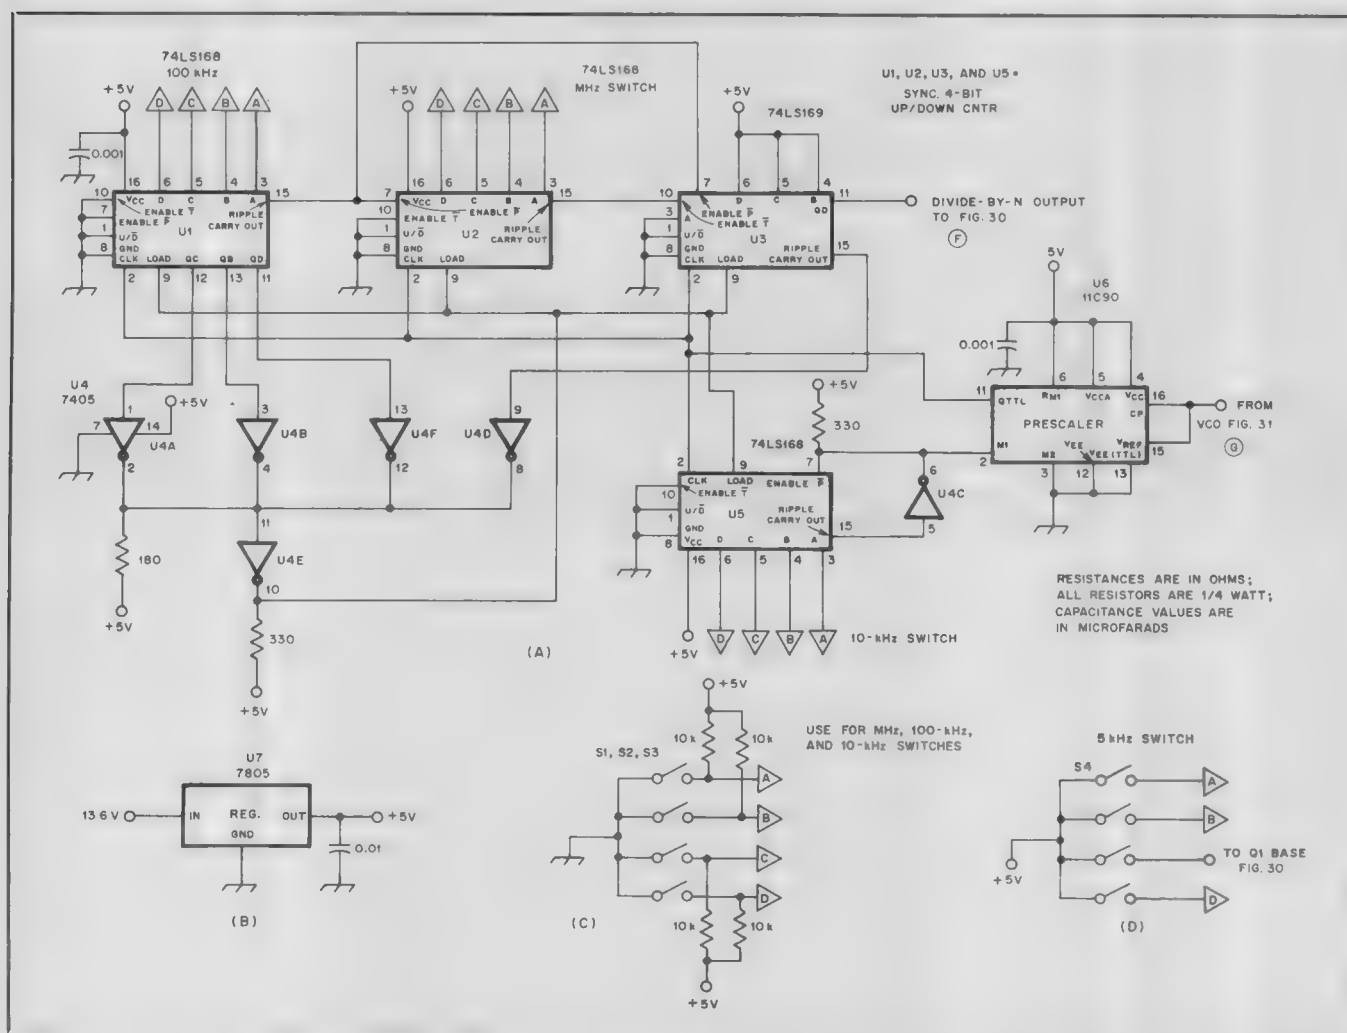 74LS168
100 kHz
+5V
D
C
B
A
0.001
16
6
5
4
3
15
10
VCC
D
C
B
A
ENABLE T̅
RIPPLE
7
ENABLE P̅
CARRY OUT
1
U/D̅
U1
8
GND
CLK
LOAD
QC
QB
QD
2
9
12
13
11
74LS168
MHz SWITCH
+5V
D
C
B
A
16
6
5
4
3
15
7
VCC
D
C
B
A
ENABLE P̅
10
ENABLE T̅
RIPPLE
CARRY OUT
1
U/D̅
U2
8
GND
CLK
LOAD
2
9
U1, U2, U3, AND U5 •
SYNC. 4-BIT
UP/DOWN CNTR
74LS169
+5V
10
7
6
5
4
11
D
C
B
QD
3
A
ENABLE P̅
ENABLE T̅
1
U/D̅
U3
8
GND
RIPPLE
CARRY OUT
15
CLK
LOAD
2
9
DIVIDE-BY-N OUTPUT
TO FIG. 30
F
U4
7405
1
+5V
7
14
U4A
2
3
U4B
4
13
U4F
12
9
U4D
8
180
+5V
11
U4E
10
330
+5V
(A)
+5V
330
74LS168
2
9
7
CLK
LOAD
ENABLE P̅
10
ENABLE T̅
U/D̅
U5
1
GND
RIPPLE
CARRY OUT
15
8
VCC
D
C
B
A
16
6
5
4
3
+5V
D
C
B
A
10-kHz SWITCH
6
U4C
5
5V
U6
11C90
0.001
6
5
4
11
QTTL
RM1
VCCA
VCC
16
CP
PRESCALER
M1
VEE
VREF
15
2
M2
VEE(TTL)
3
12
13
FROM
VCO FIG. 31
G
RESISTANCES ARE IN OHMS;
ALL RESISTORS ARE 1/4 WATT;
CAPACITANCE VALUES ARE
IN MICROFARADS
U7
7805
13.6V
IN
REG.
OUT
GND
+5V
0.01
(B)
+5V
10k
10k
USE FOR MHz, 100-kHz,
AND 10-kHz SWITCHES
S1, S2, S3
A
B
C
D
10k
10k
+5V
(C)
5kHz SWITCH
S4
A
B
TO Q1 BASE
FIG. 30
+5V
D
(D)